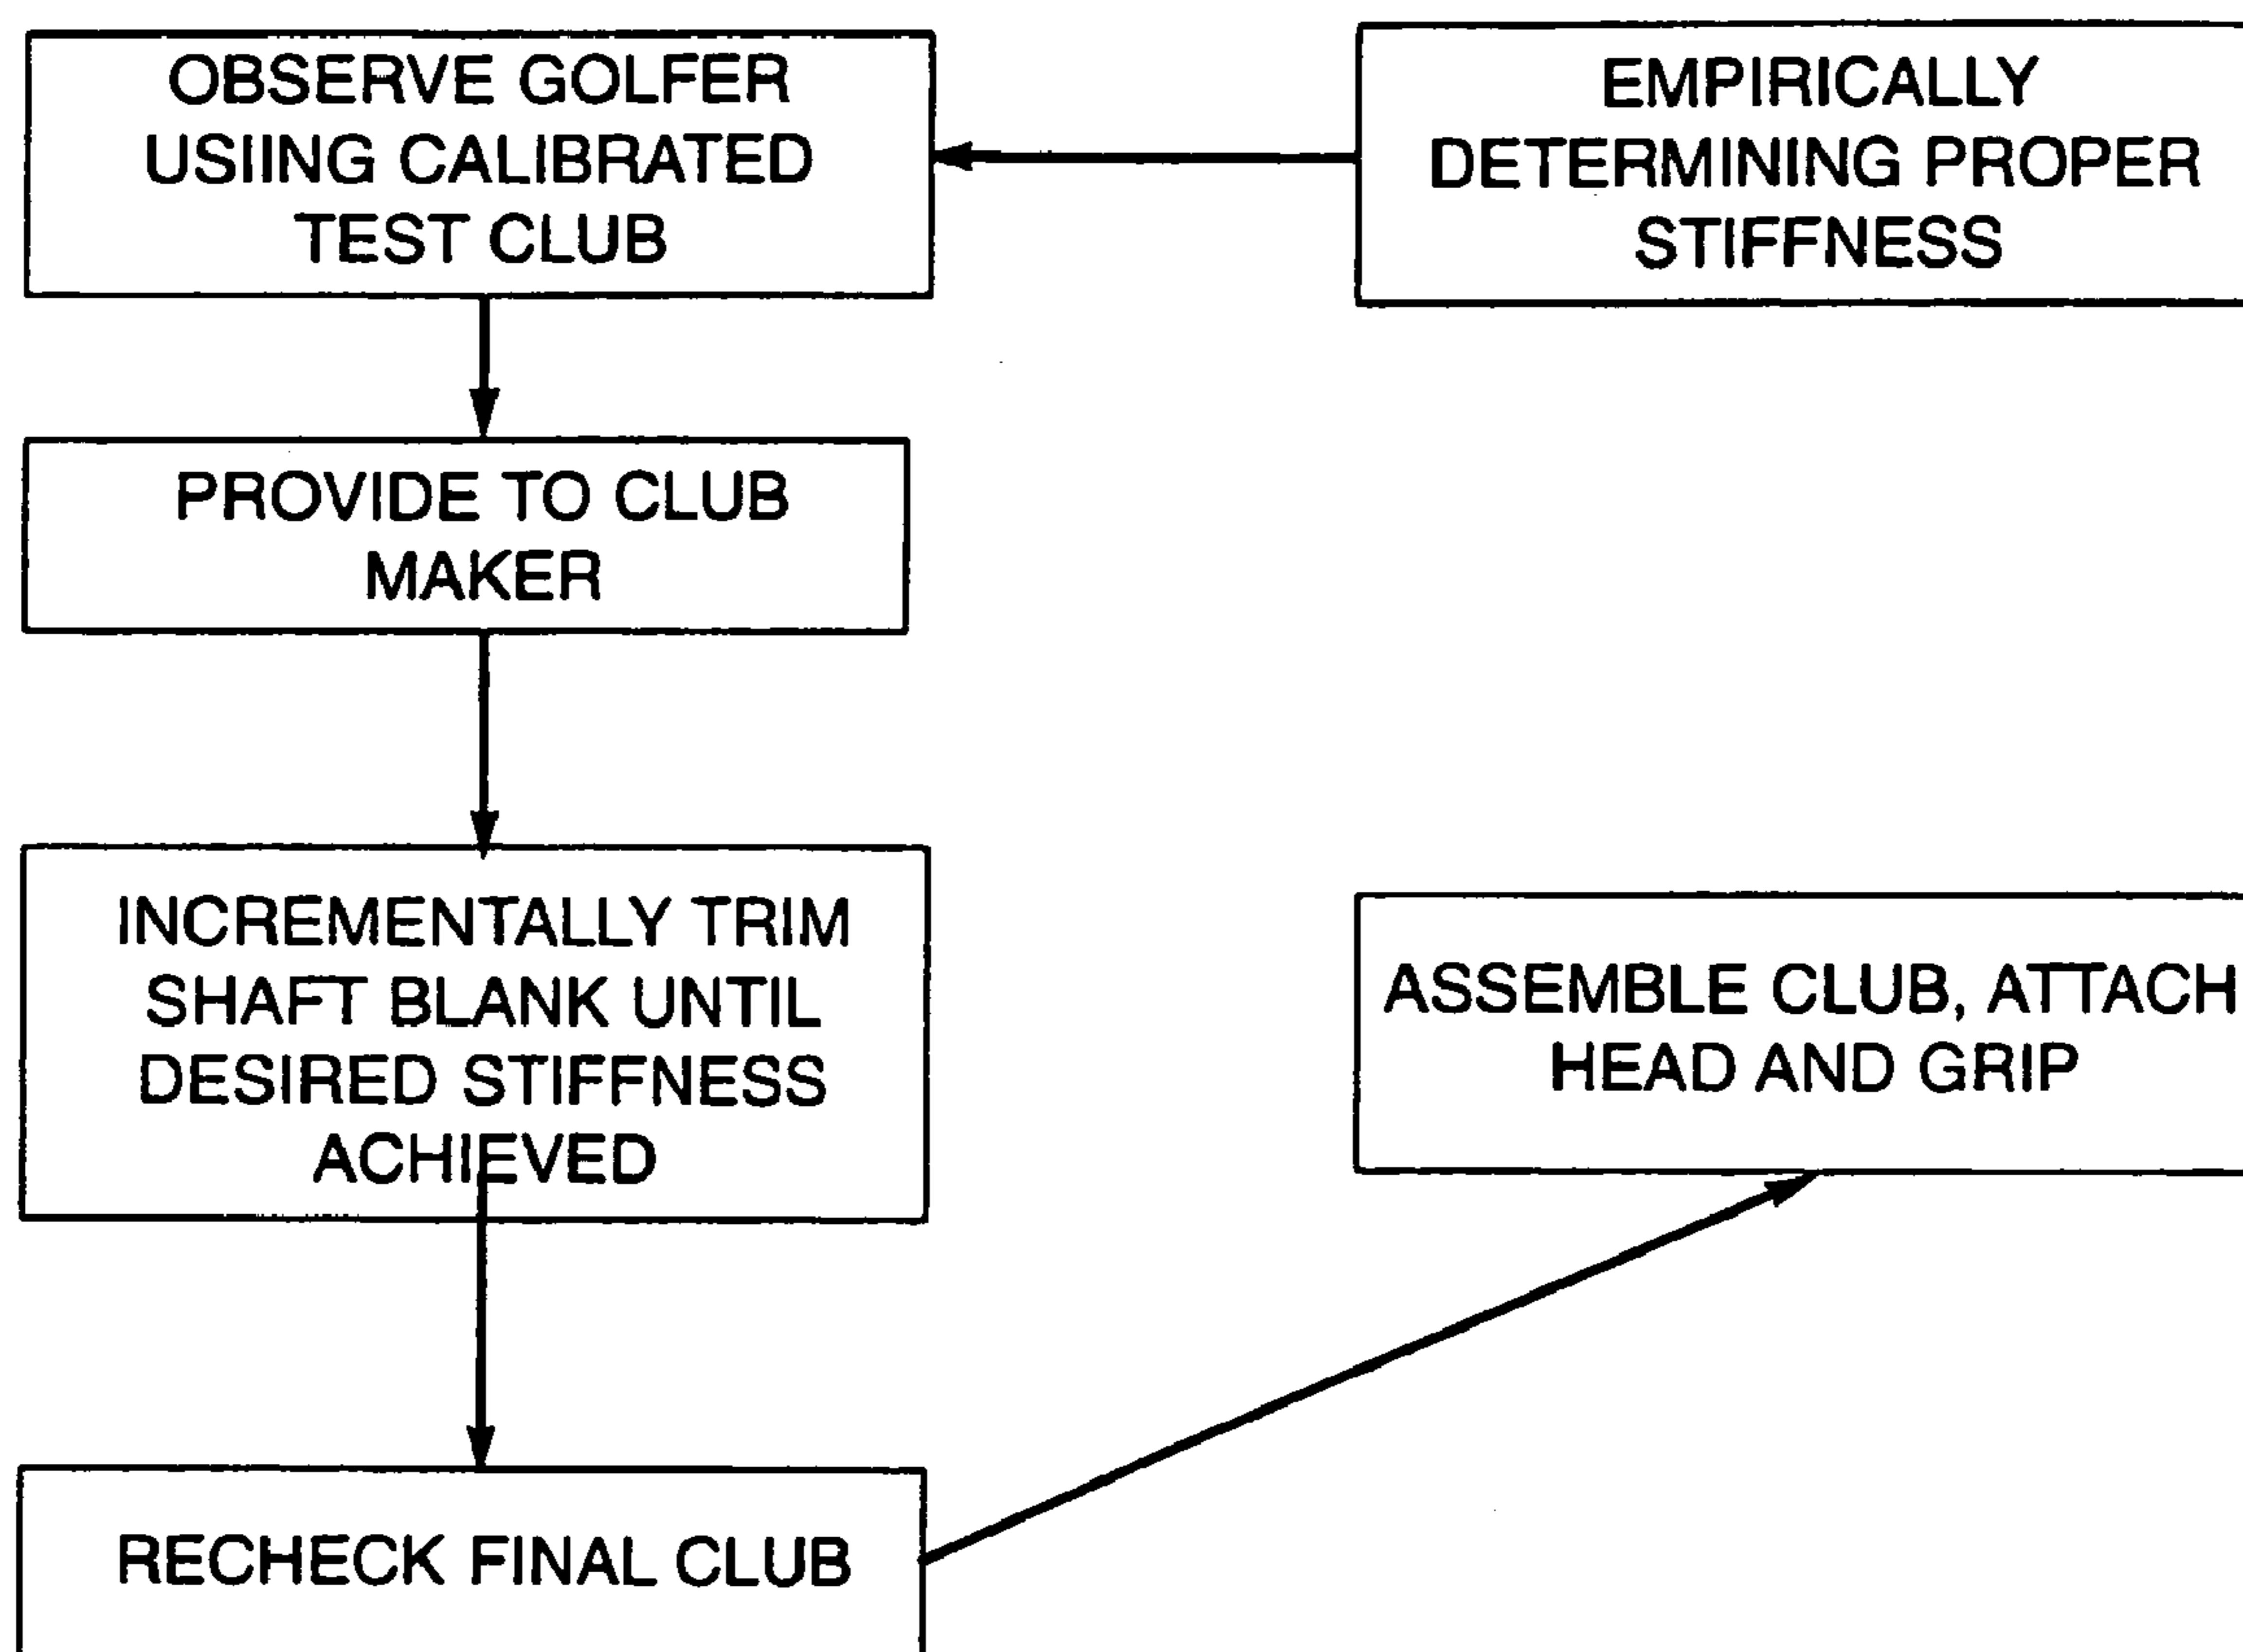 OBSERVE GOLFER
USIING CALIBRATED
TEST CLUB
EMPIRICALLY
DETERMINING PROPER
STIFFNESS
PROVIDE TO CLUB
MAKER
INCREMENTALLY TRIM
SHAFT BLANK UNTIL
DESIRED STIFFNESS
ACHIEVED
ASSEMBLE CLUB, ATTACH
HEAD AND GRIP
RECHECK FINAL CLUB